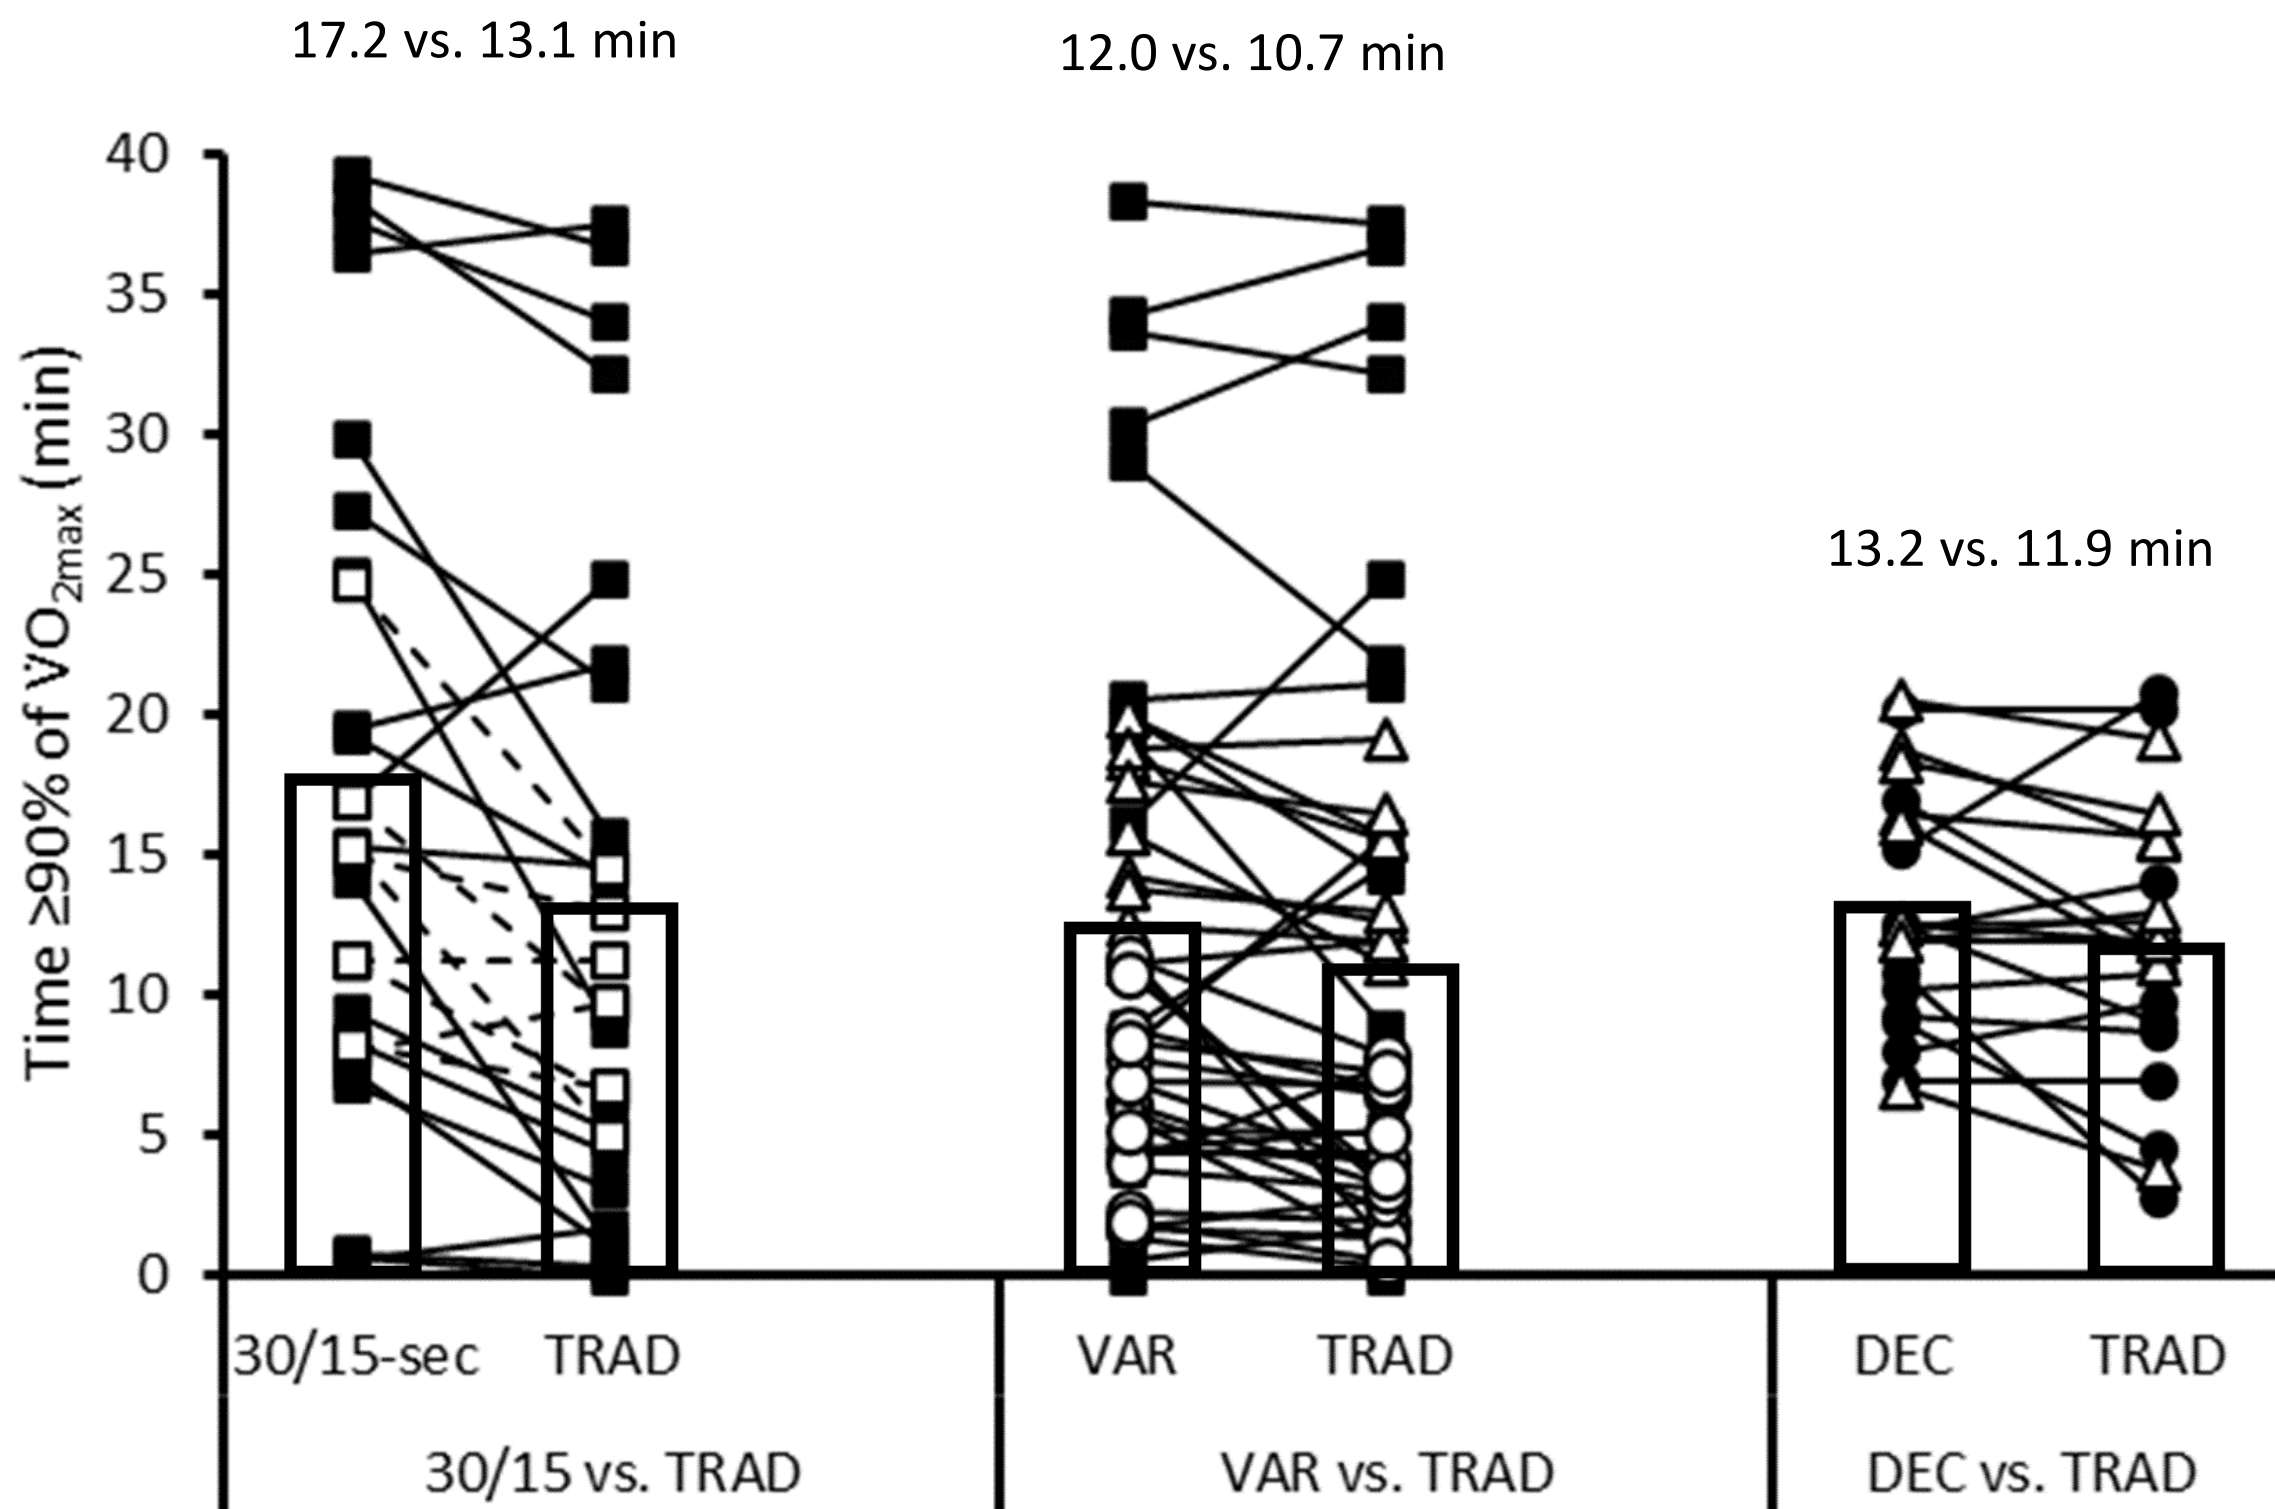 17.2 vs. 13.1 min
12.0 vs. 10.7 min
13.2 vs. 11.9 min
Time ≥90% of V̇O2max (min)
40
35
30
25
20
15
10
5
0
30/15-sec TRAD VAR TRAD DEC TRAD
30/15 vs. TRAD VAR vs. TRAD DEC vs. TRAD